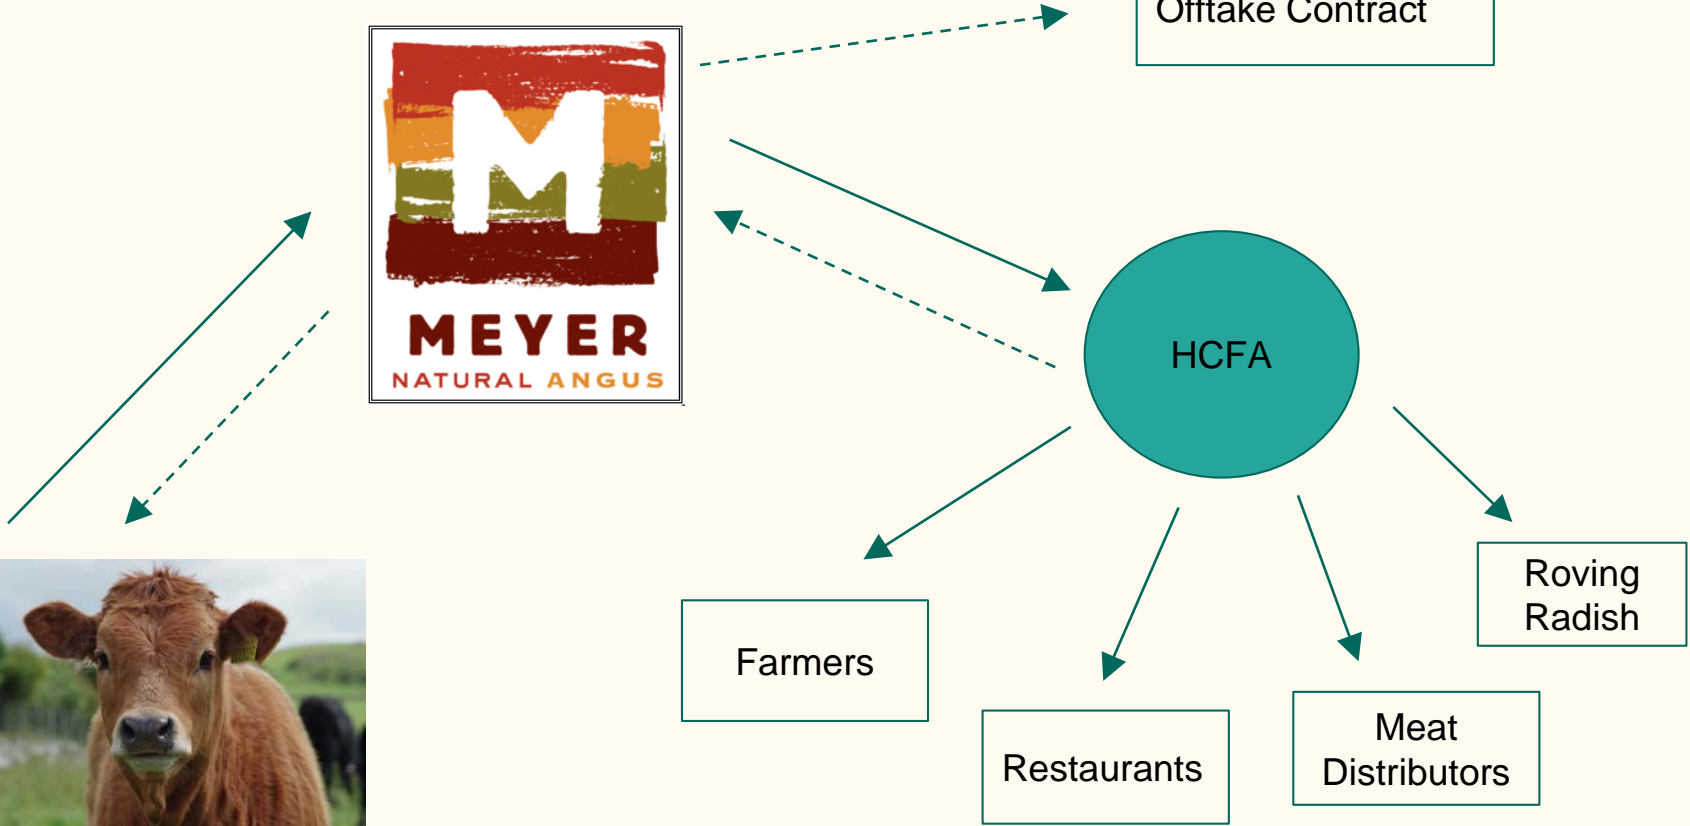 Offtake Contract
M
MEYER
NATURAL ANGUS
HCFA
Farmers
Restaurants
Meat
Distributors
Roving
Radish